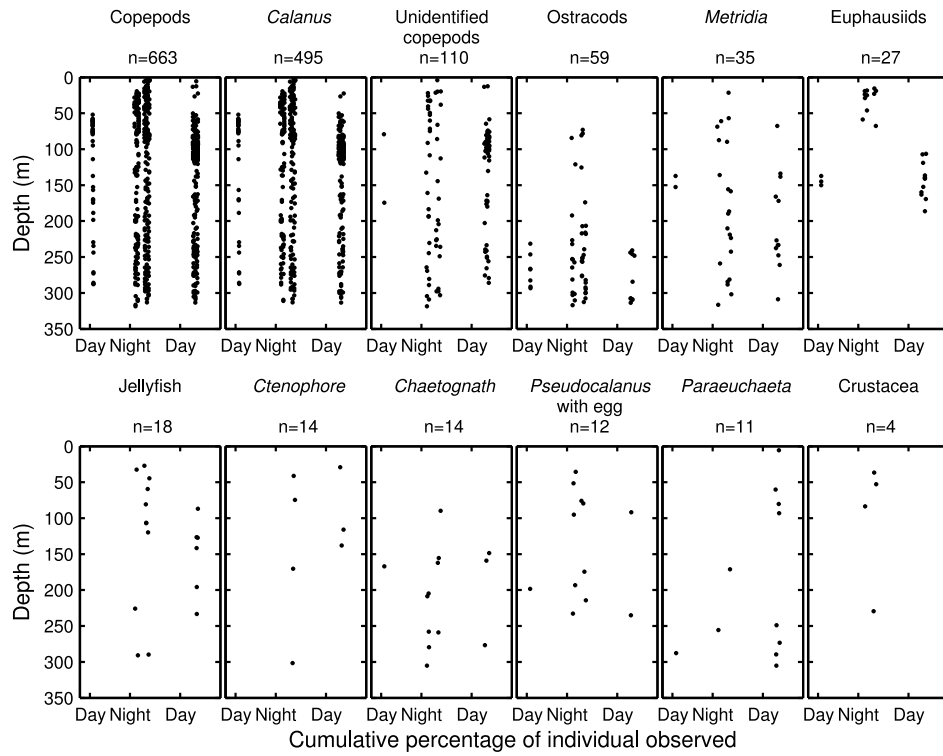 Copepods Calanus Unidentified copepods Ostracods Metridia Euphausiids
n=663 n=495 n=110 n=59 n=35 n=27
0
50
100
150
200
250
300
350
Depth (m)
Day Night Day Day Night Day Day Night Day Day Night Day Day Night Day Day Night Day
Jellyfish Ctenophore Chaetognath Pseudocalanus with egg Paraeuchaeta Crustacea
n=18 n=14 n=14 n=12 n=11 n=4
0
50
100
150
200
250
300
350
Depth (m)
Day Night Day Day Night Day Day Night Day Day Night Day Day Night Day Day Night Day
Cumulative percentage of individual observed